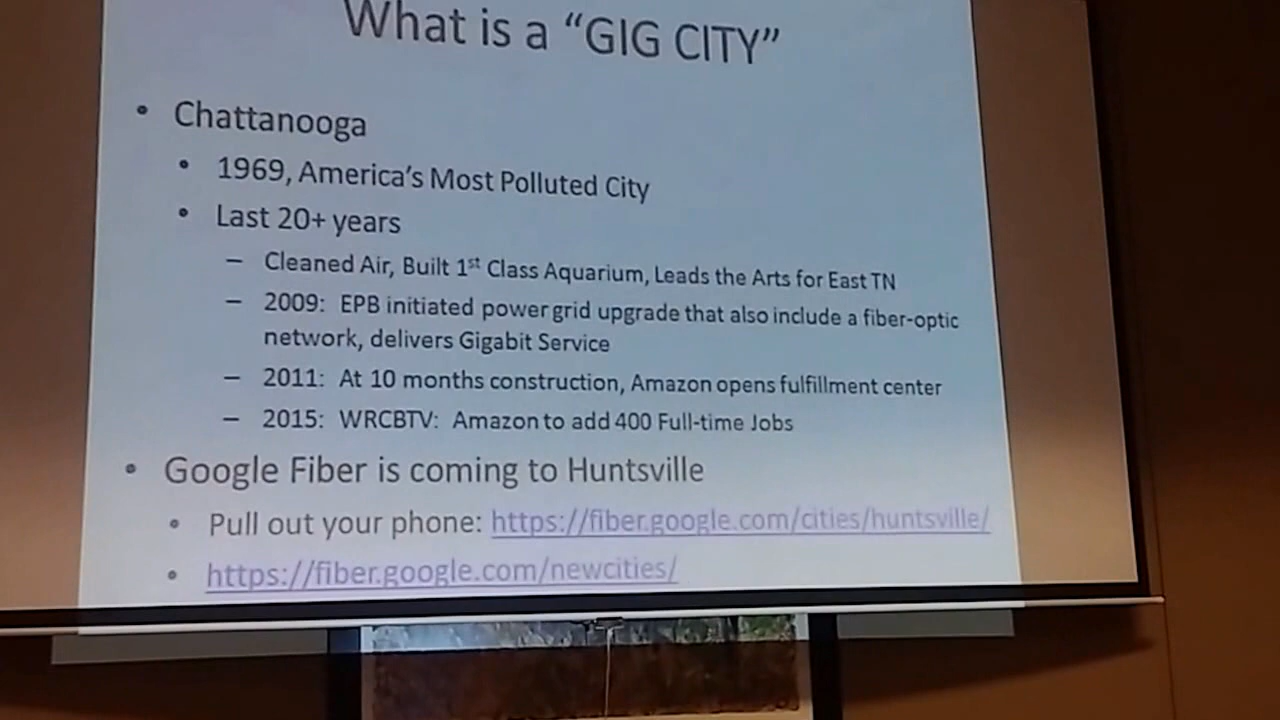 What is a “GIG CITY”
• Chattanooga
• 1969, America’s Most Polluted City
• Last 20+ years
– Cleaned Air, Built 1st Class Aquarium, Leads the Arts for East TN
– 2009: EPB initiated power grid upgrade that also include a fiber-optic
network, delivers Gigabit Service
– 2011: At 10 months construction, Amazon opens fulfillment center
– 2015: WRCBTV: Amazon to add 400 Full-time Jobs
• Google Fiber is coming to Huntsville
• Pull out your phone: https://fiber.google.com/cities/huntsville/
• https://fiber.google.com/newcities/